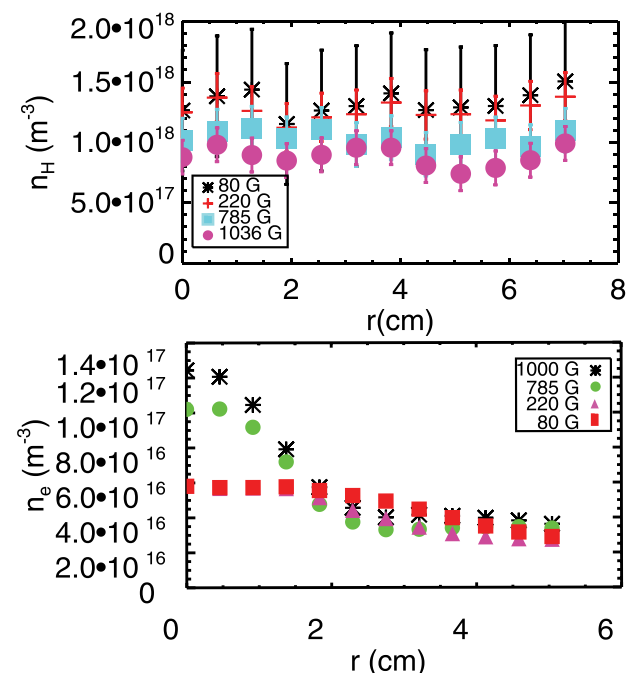 2.0•10 18
1.5•10 18
1.0•10 18
5.0•10 17
0
n_H (m⁻³)
80 G
220 G
785 G
1036 G
0 2 4 6 8
r(cm)
1.4•10 17
1.2•10 17
1.0•10 17
8.0•10 16
6.0•10 16
4.0•10 16
2.0•10 16
0
n_e (m⁻³)
1000 G
785 G
220 G
80 G
0 2 4 6
r (cm)